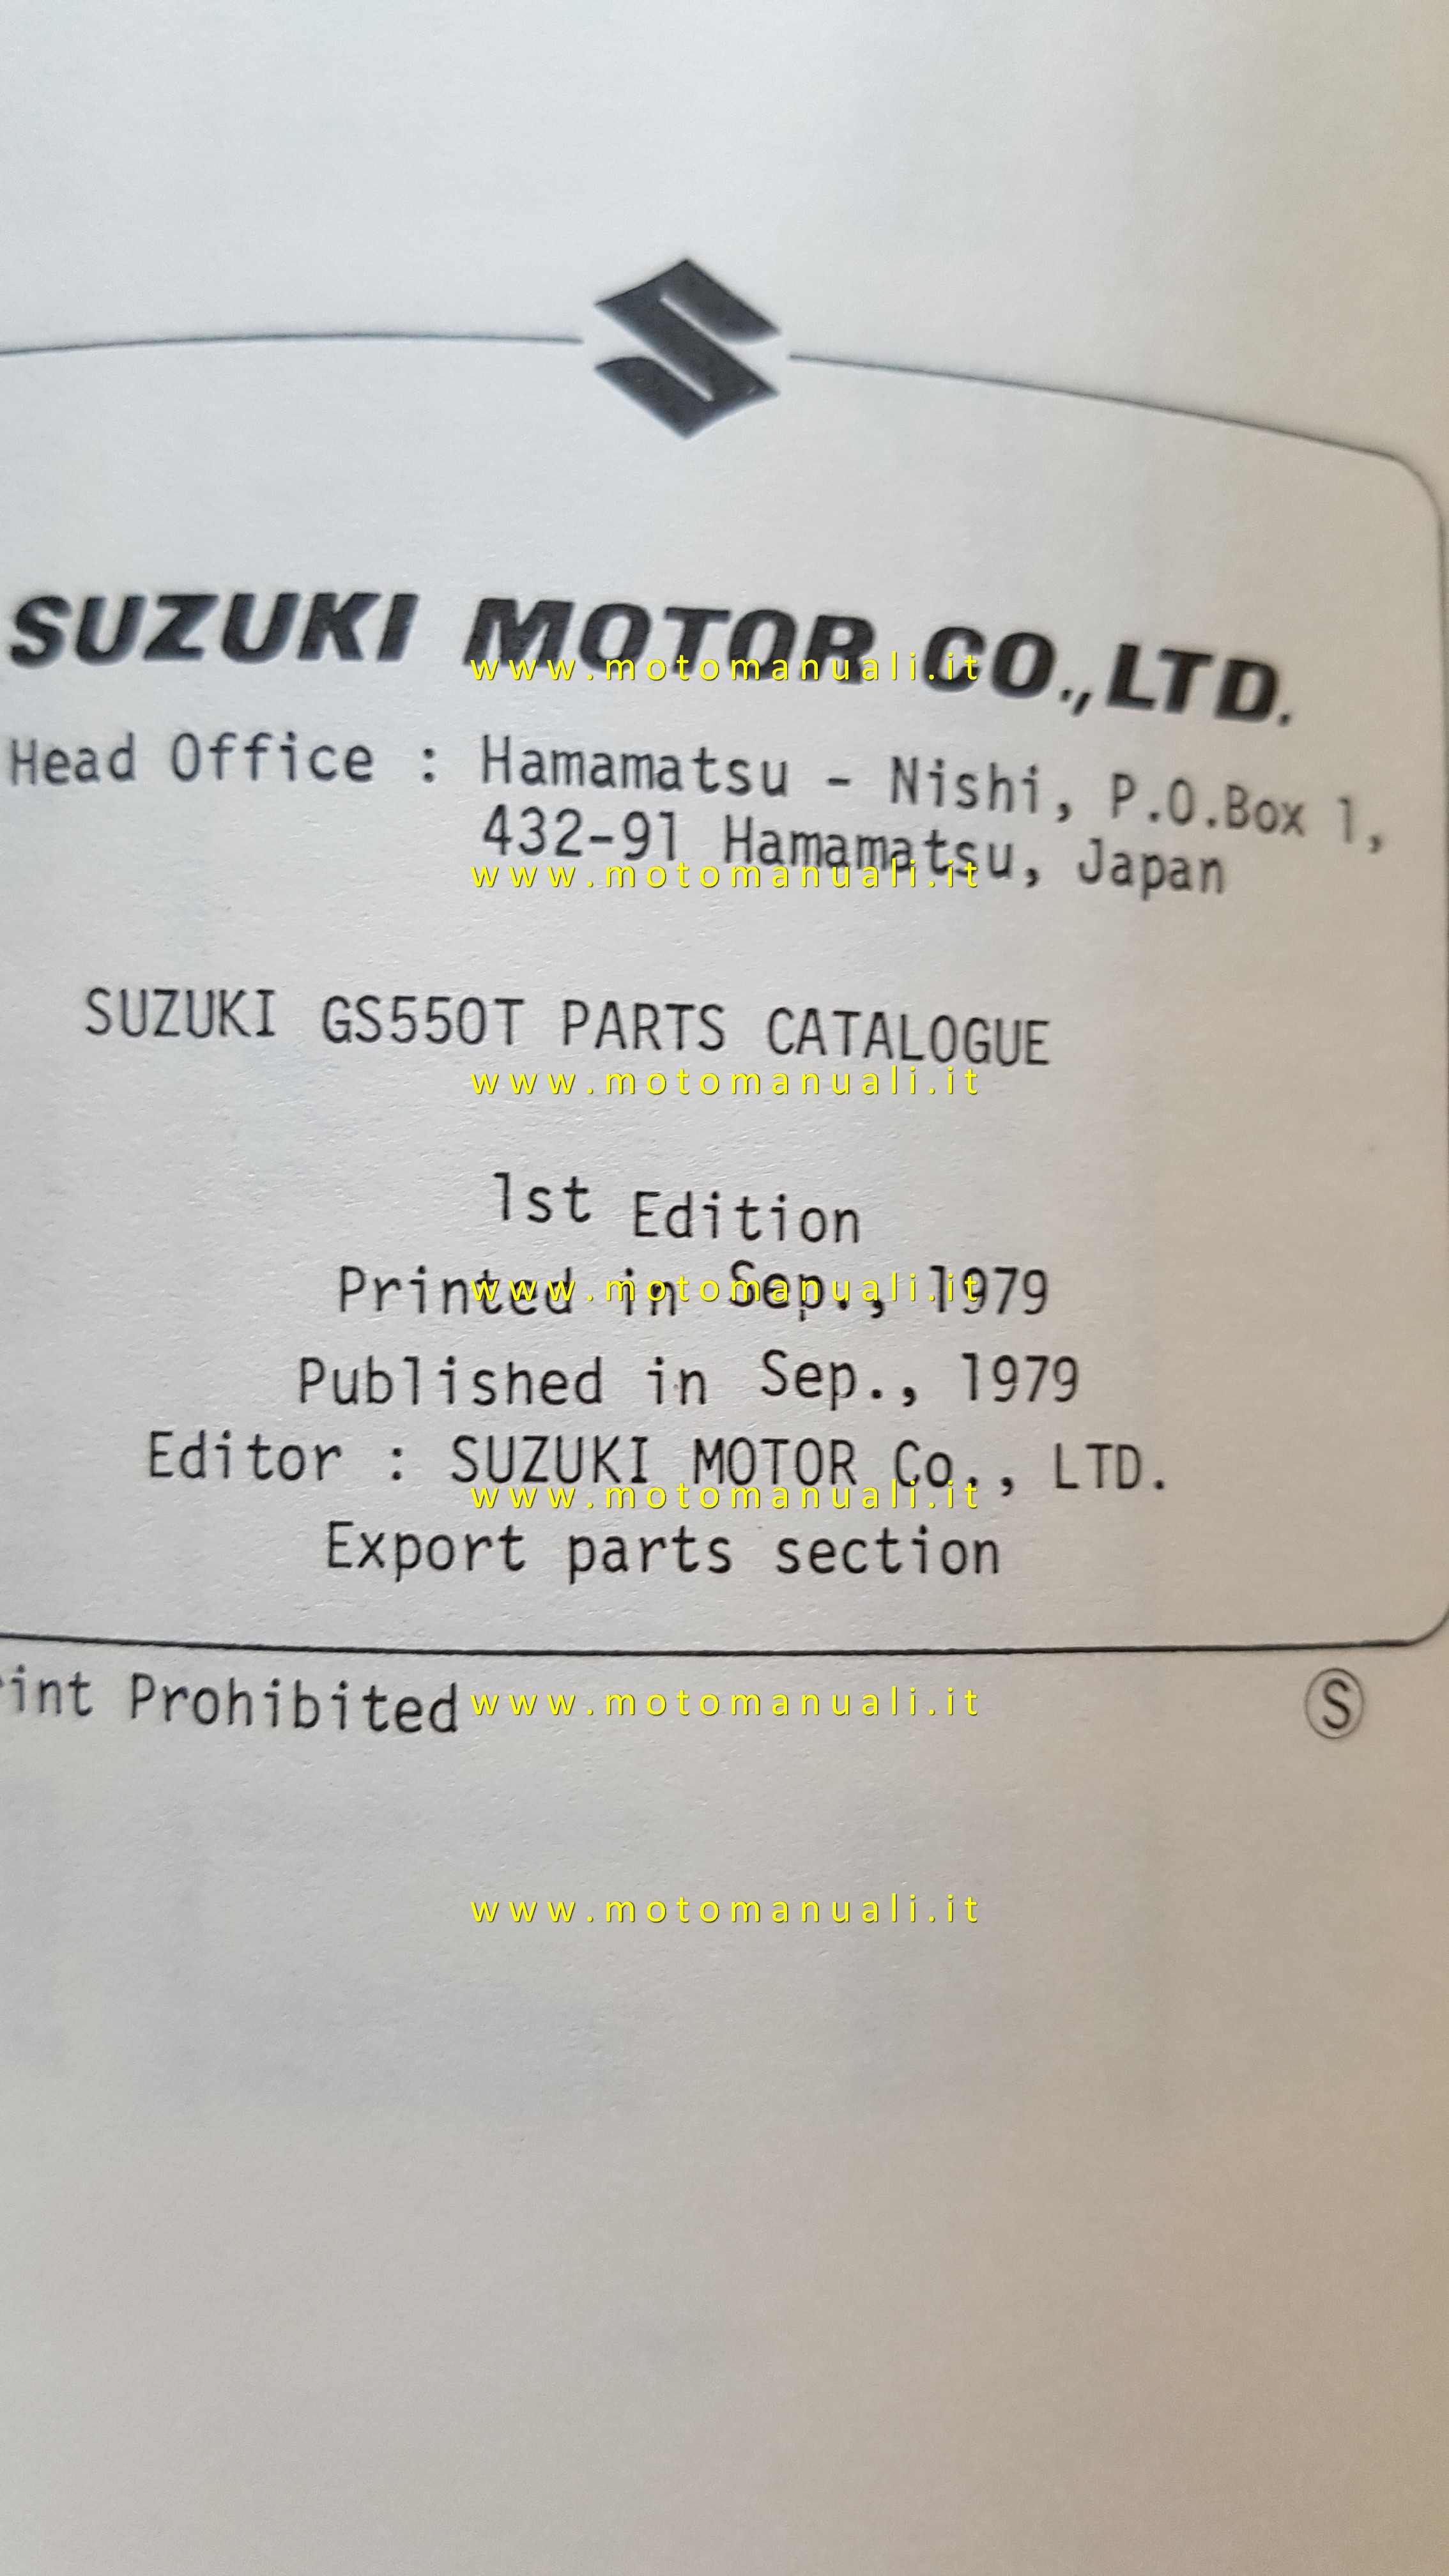 SUZUKI MOTOR CO.,LTD.
www.motomanuali.it
Head Office : Hamamatsu - Nishi, P.O.Box 1,
432-91 Hamamatsu, Japan
www.motomanuali.it
SUZUKI GS550T PARTS CATALOGUE
www.motomanuali.it
1st Edition
Printed in Sep., 1979
www.motomanuali.it
Published in Sep., 1979
Editor : SUZUKI MOTOR Co., LTD.
www.motomanuali.it
Export parts section
Prohibited
www.motomanuali.it
Ⓢ
www.motomanuali.it